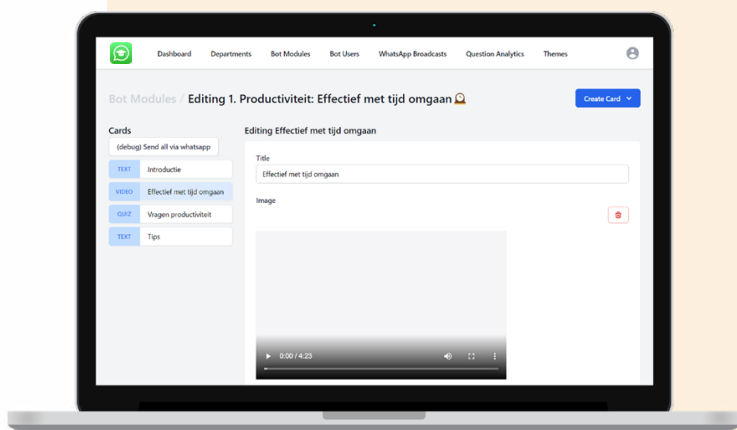 Dashboard Departments Bot Modules Bot Users WhatsApp Broadcasts Question Analytics Themes
Bot Modules / Editing 1. Productiviteit: Effectief met tijd omgaan🕰️
Create Card
Cards
(debug) Send all via whatsapp
TEXT Introductie
VIDEO Effectief met tijd omgaan
QUIZ Vragen productiviteit
TEXT Tips
Editing Effectief met tijd omgaan
Title
Effectief met tijd omgaan
Image
0:00 / 4:23